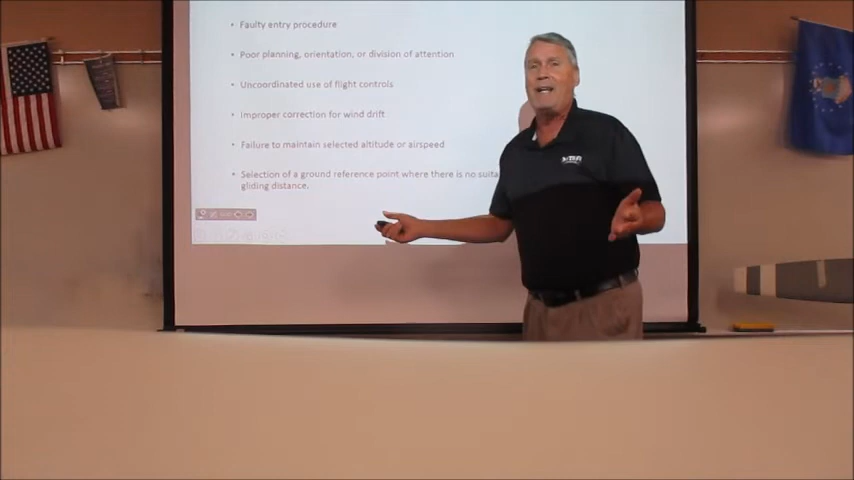 • Faulty entry procedure
• Poor planning, orientation, or division of attention
• Uncoordinated use of flight controls
• Improper correction for wind drift
• Failure to maintain selected altitude or airspeed
• Selection of a ground reference point where there is no
gliding distance.